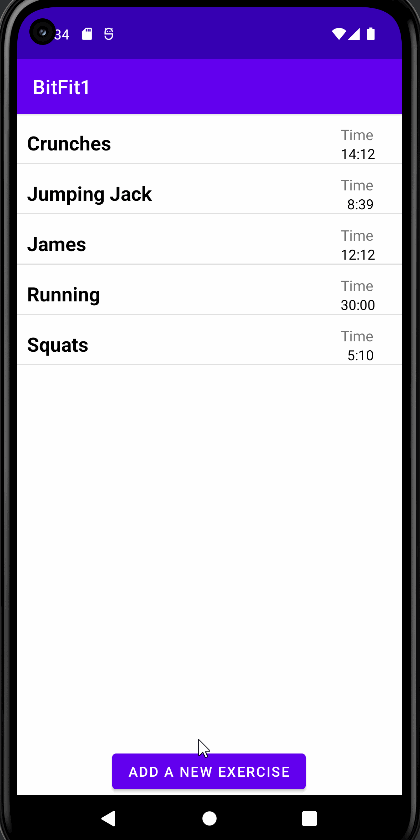 34
BitFit1
Crunches
Time
14:12
Jumping Jack
Time
8:39
James
Time
12:12
Running
Time
30:00
Squats
Time
5:10
ADD A NEW EXERCISE